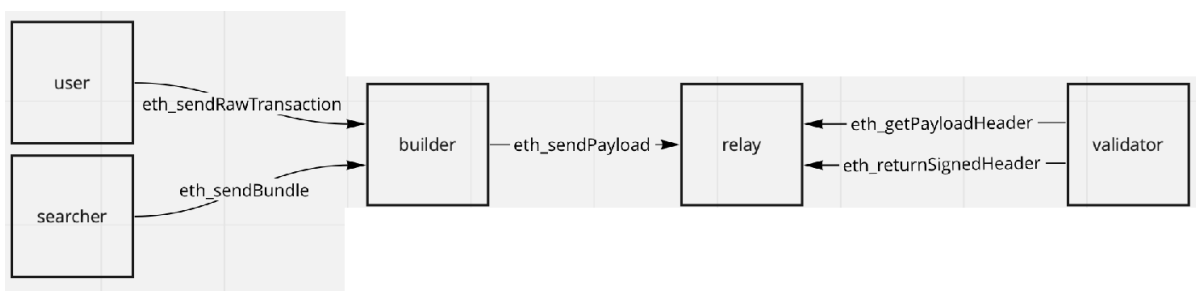 user
eth_sendRawTransaction
searcher
eth_sendBundle
builder
eth_sendPayload
relay
eth_getPayloadHeader
eth_returnSignedHeader
validator